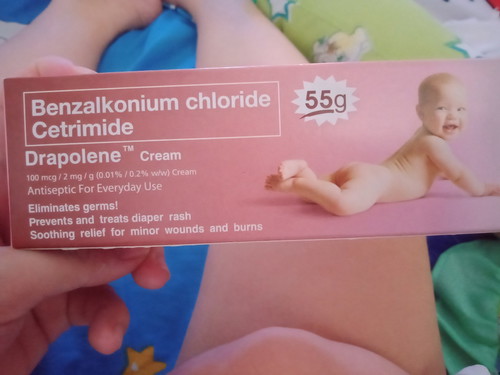 Benzalkonium chloride
Cetrimide
55g
Drapolene™ Cream
100 mcg / 2 mg / g (0.01% / 0.2% w/w) Cream
Antiseptic For Everyday Use
Eliminates germs!
Prevents and treats diaper rash
Soothing relief for minor wounds and burns